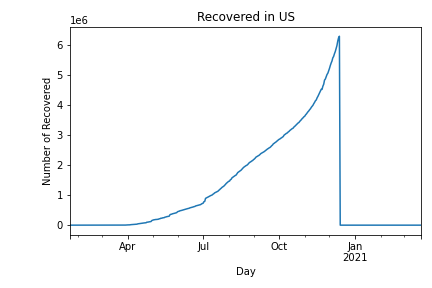 Recovered in US
1e6
6
5
4
3
2
1
0
Number of Recovered
Apr
Jul
Oct
Jan
2021
Day